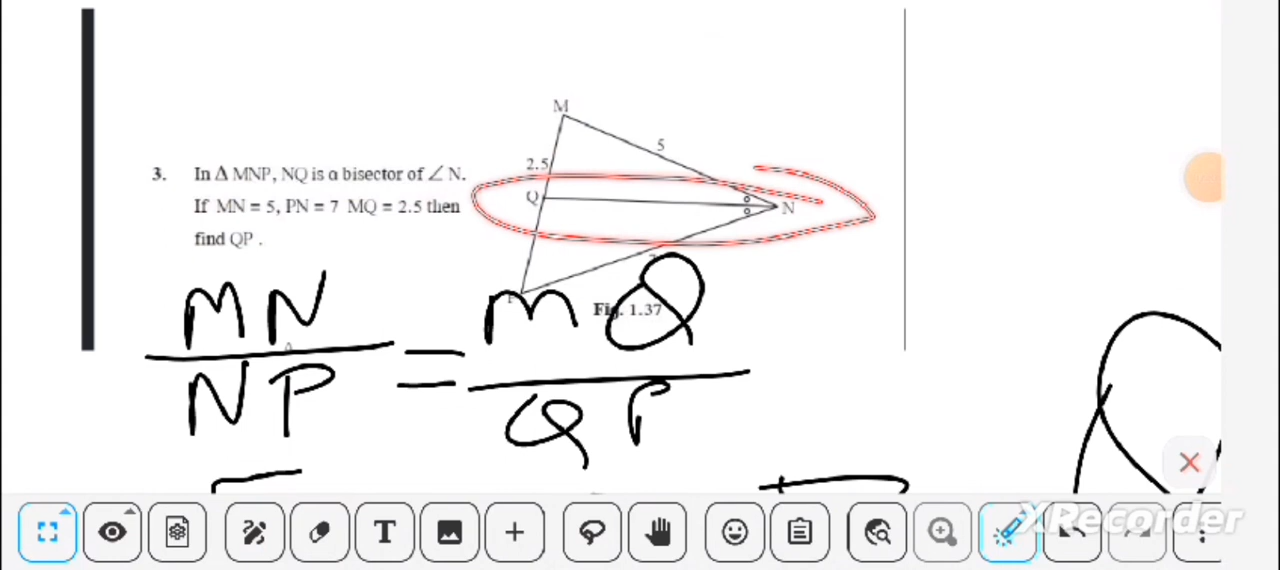 M
5
2.5
3. In Δ MNP, NQ is a bisector of ∠ N.
Q
N
If MN = 5, PN = 7 MQ = 2.5 then
find QP .
P
Fig. 1.37
MN = MQ
NP QP
T
XRecorder